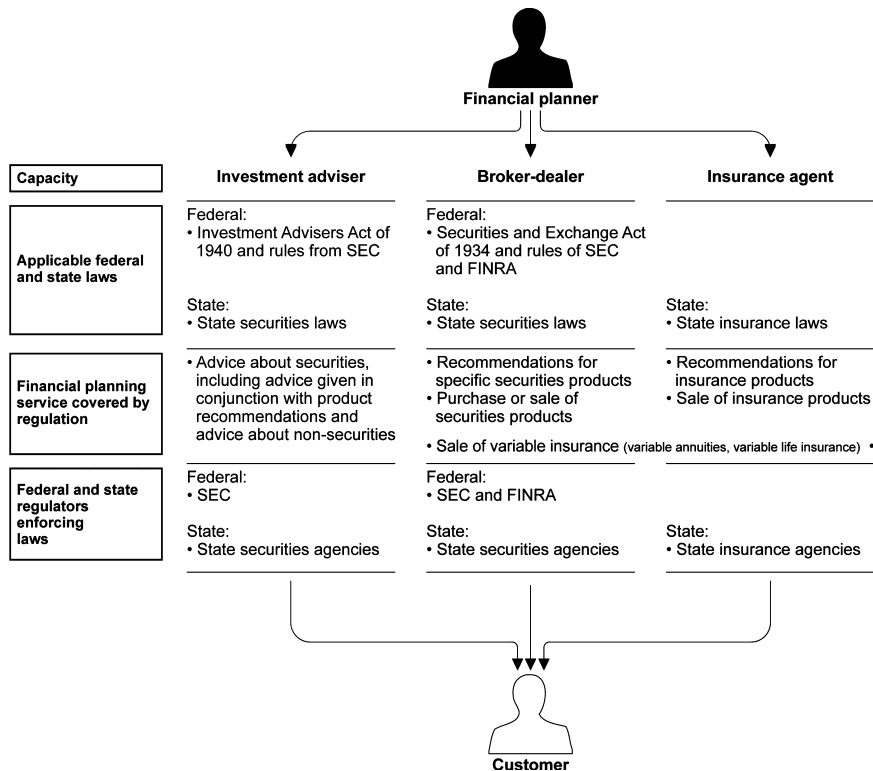 Financial planner
Capacity
Investment adviser
Broker-dealer
Insurance agent
Applicable federal
and state laws
Federal:
• Investment Advisers Act of
1940 and rules from SEC
State:
• State securities laws
Federal:
• Securities and Exchange Act
of 1934 and rules of SEC
and FINRA
State:
• State securities laws
State:
• State insurance laws
Financial planning
service covered by
regulation
• Advice about securities,
including advice given in
conjunction with product
recommendations and
advice about non-securities
• Recommendations for
specific securities products
• Purchase or sale of
securities products
• Recommendations for
insurance products
• Sale of insurance products
• Sale of variable insurance (variable annuities, variable life insurance) •
Federal and state
regulators
enforcing
laws
Federal:
• SEC
State:
• State securities agencies
Federal:
• SEC and FINRA
State:
• State securities agencies
State:
• State insurance agencies
Customer